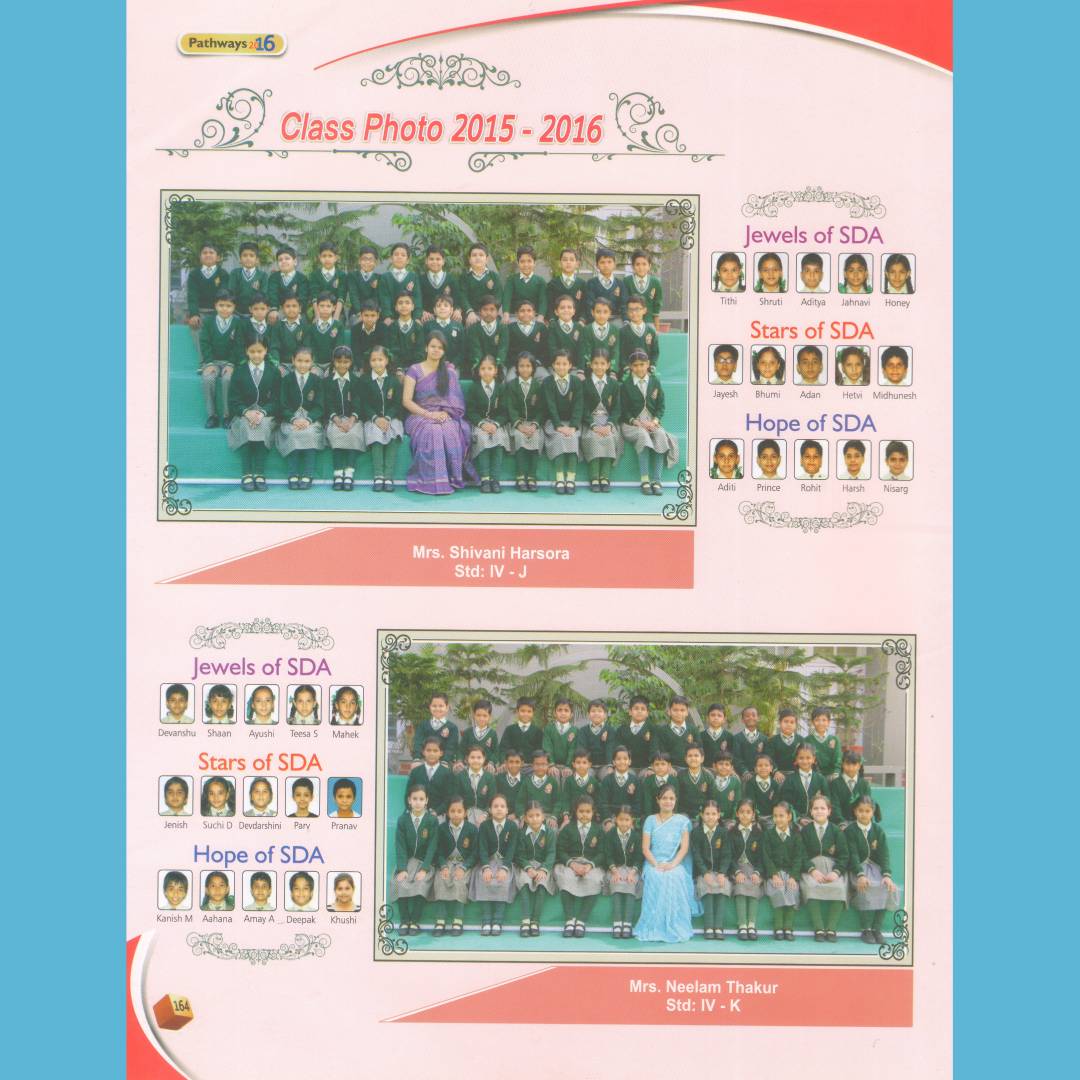 Pathways 2016
Class Photo 2015 - 2016
Jewels of SDA
Tithi Shruti Aditya Jahnavi Honey
Stars of SDA
Jayesh Bhumi Adan Hetvi Midhunesh
Hope of SDA
Aditi Prince Rohit Harsh Nisarg
Mrs. Shivani Harsora
Std: IV - J
Jewels of SDA
Devanshu Shaan Ayushi Teesa S Mahek
Stars of SDA
Jenish Suchi D Devdarshini Parv Pranav
Hope of SDA
Kanish M Aahana Amay A Deepak Khushi
Mrs. Neelam Thakur
Std: IV - K
164